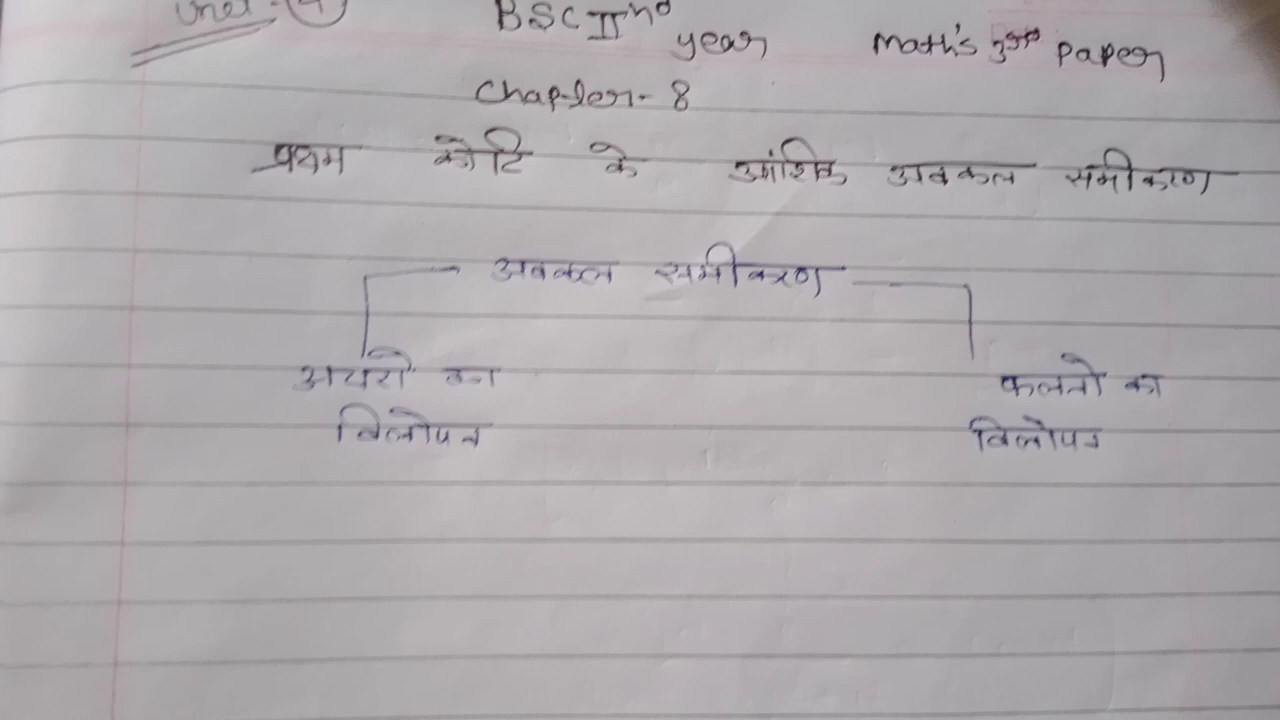 Unit - 4
BSC IInd year Math's 3rd paper
Chapter - 8
प्रथम कोटि के आंशिक अवकल समीकरण
अवकल समीकरण
अचरो का फलनो का
विलोपन विलोपन